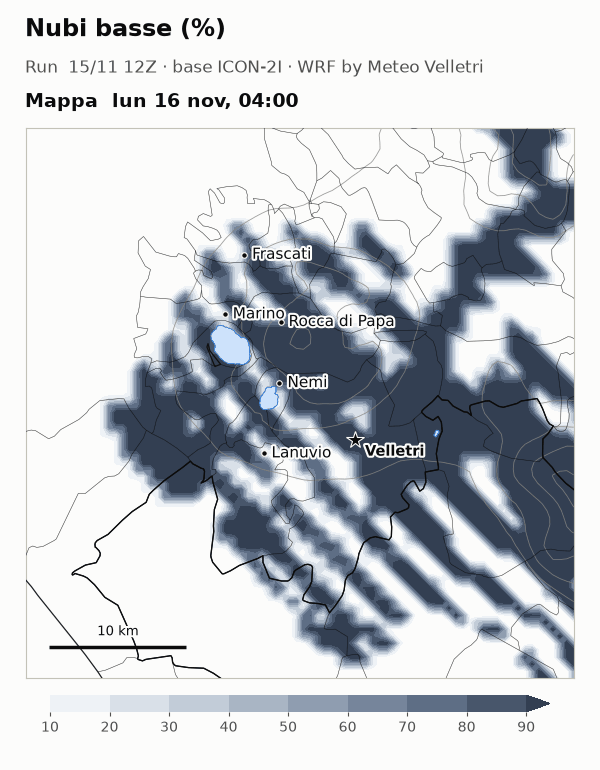 Nubi basse (%)
Run  15/11 12Z · base ICON-2I · WRF by Meteo Velletri
Mappa  lun 16 nov, 04:00
Frascati
Marino
Rocca di Papa
Nemi
Velletri
Lanuvio
10 km
10 20 30 40 50 60 70 80 90